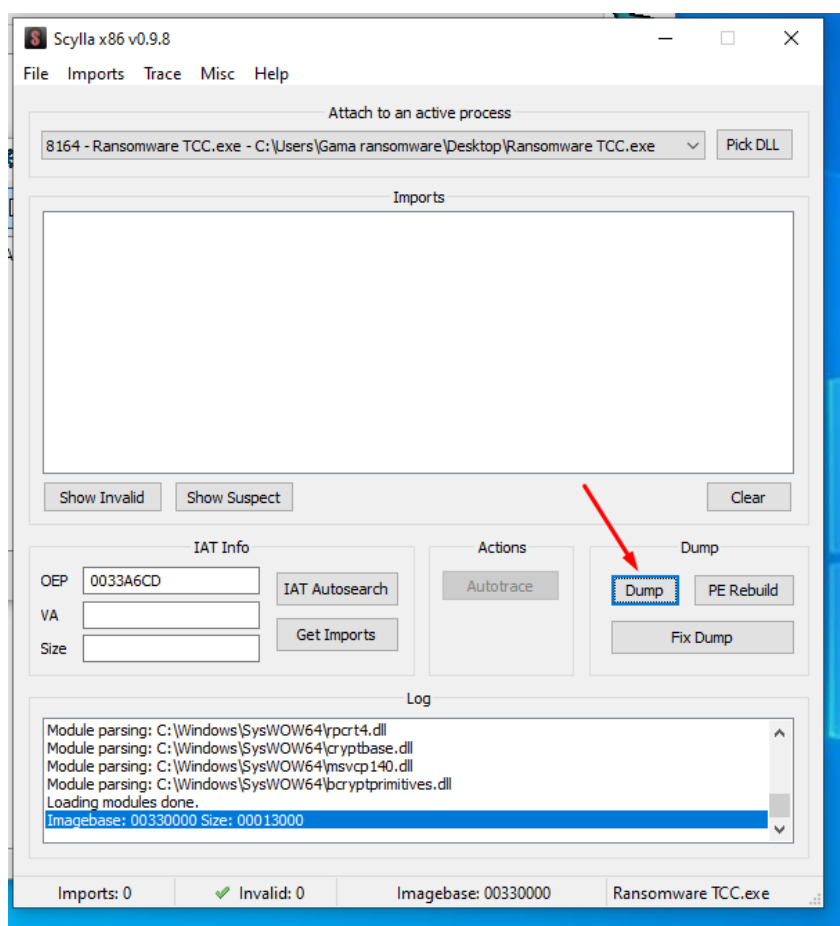 Scylla x86 v0.9.8
File Imports Trace Misc Help
Attach to an active process
8164 - Ransomware TCC.exe - C:\Users\Gama ransomware\Desktop\Ransomware TCC.exe
Pick DLL
Imports
Show Invalid Show Suspect Clear
IAT Info Actions Dump
OEP 0033A6CD IAT Autosearch Autotrace Dump PE Rebuild
VA
Get Imports Fix Dump
Size
Log
Module parsing: C:\Windows\SysWOW64\rpcrt4.dll
Module parsing: C:\Windows\SysWOW64\cryptbase.dll
Module parsing: C:\Windows\SysWOW64\msvcp140.dll
Module parsing: C:\Windows\SysWOW64\bcryptprimitives.dll
Loading modules done.
Imagebase: 00330000 Size: 00013000
Imports: 0 Invalid: 0 Imagebase: 00330000 Ransomware TCC.exe